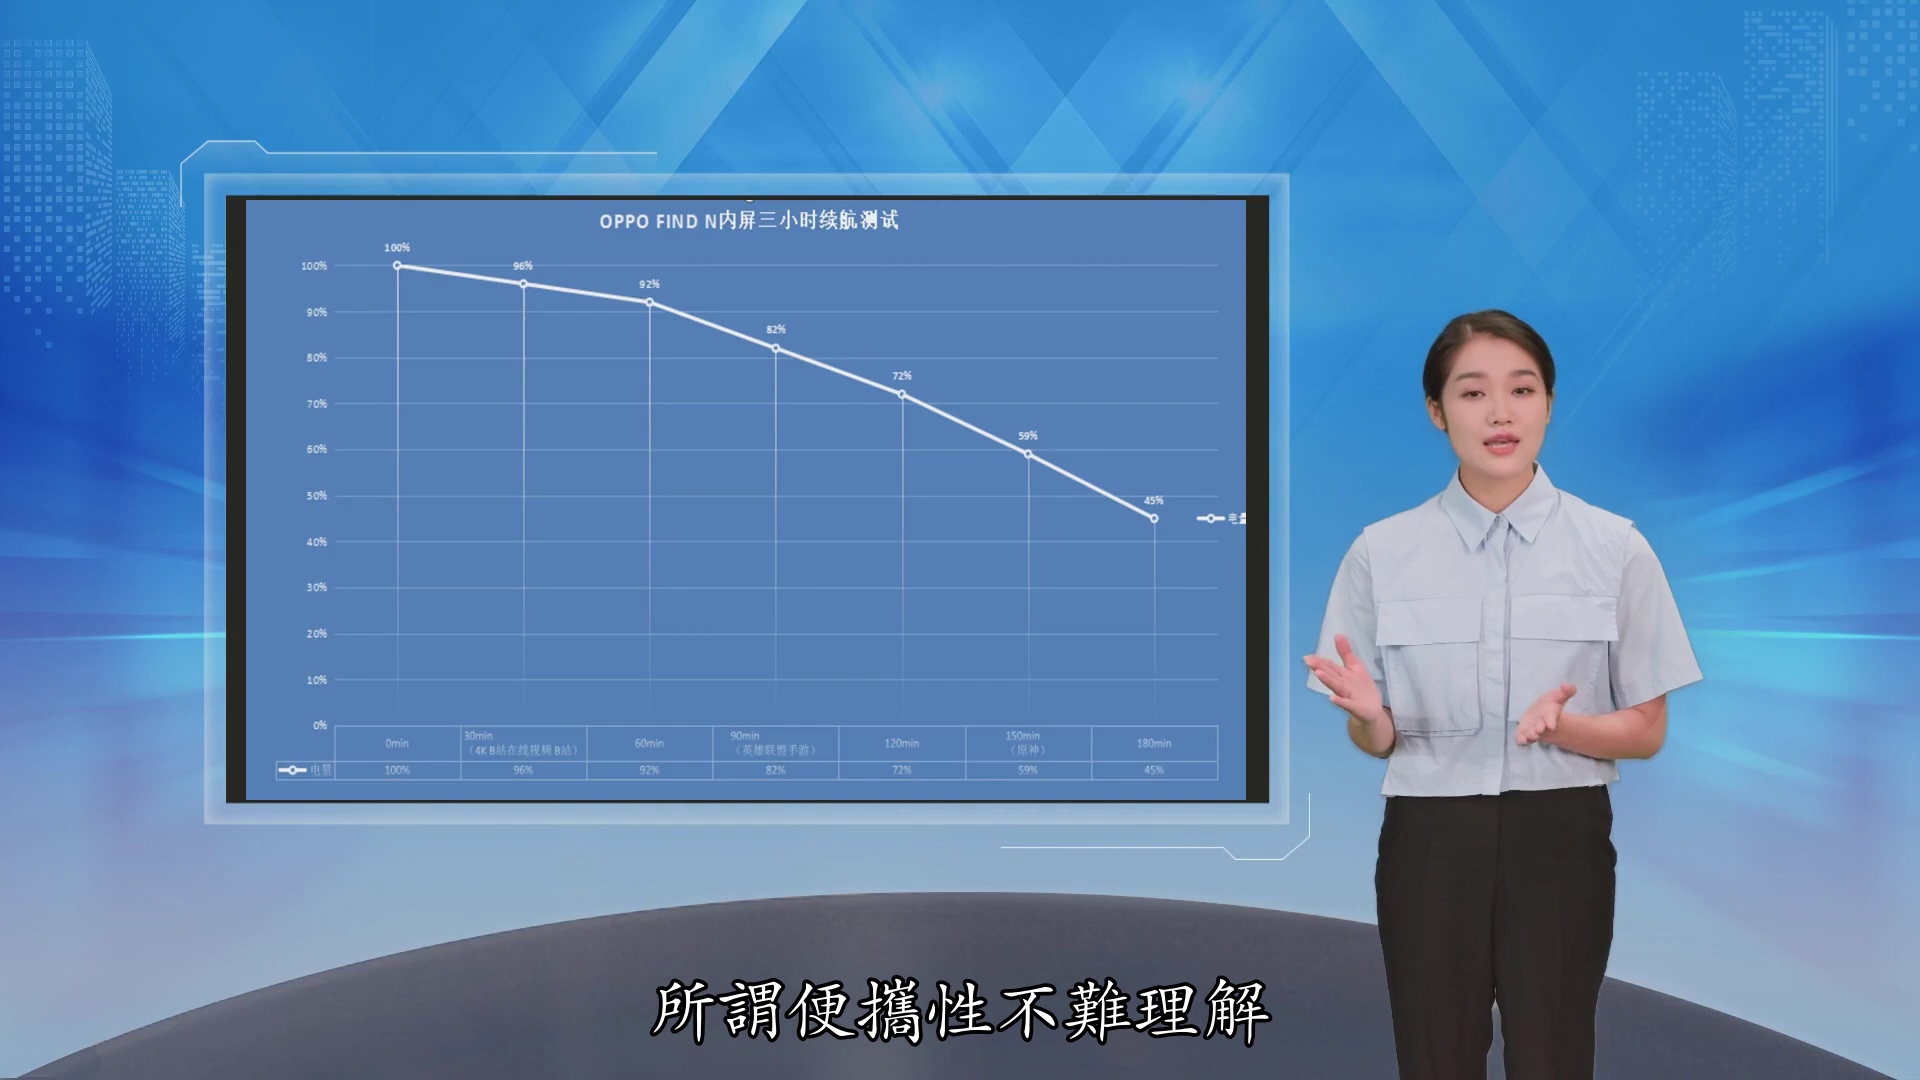 OPPO FIND N内屏三小时续航测试
100%
96%
92%
82%
72%
59%
45%
100%
90%
80%
70%
60%
50%
40%
30%
20%
10%
0%
0min
30min
（4K B站在线视频 B站）
60min
90min
（英雄联盟手游）
120min
150min
（原神）
180min
电量 100% 96% 92% 82% 72% 59% 45%
所謂便攜性不難理解